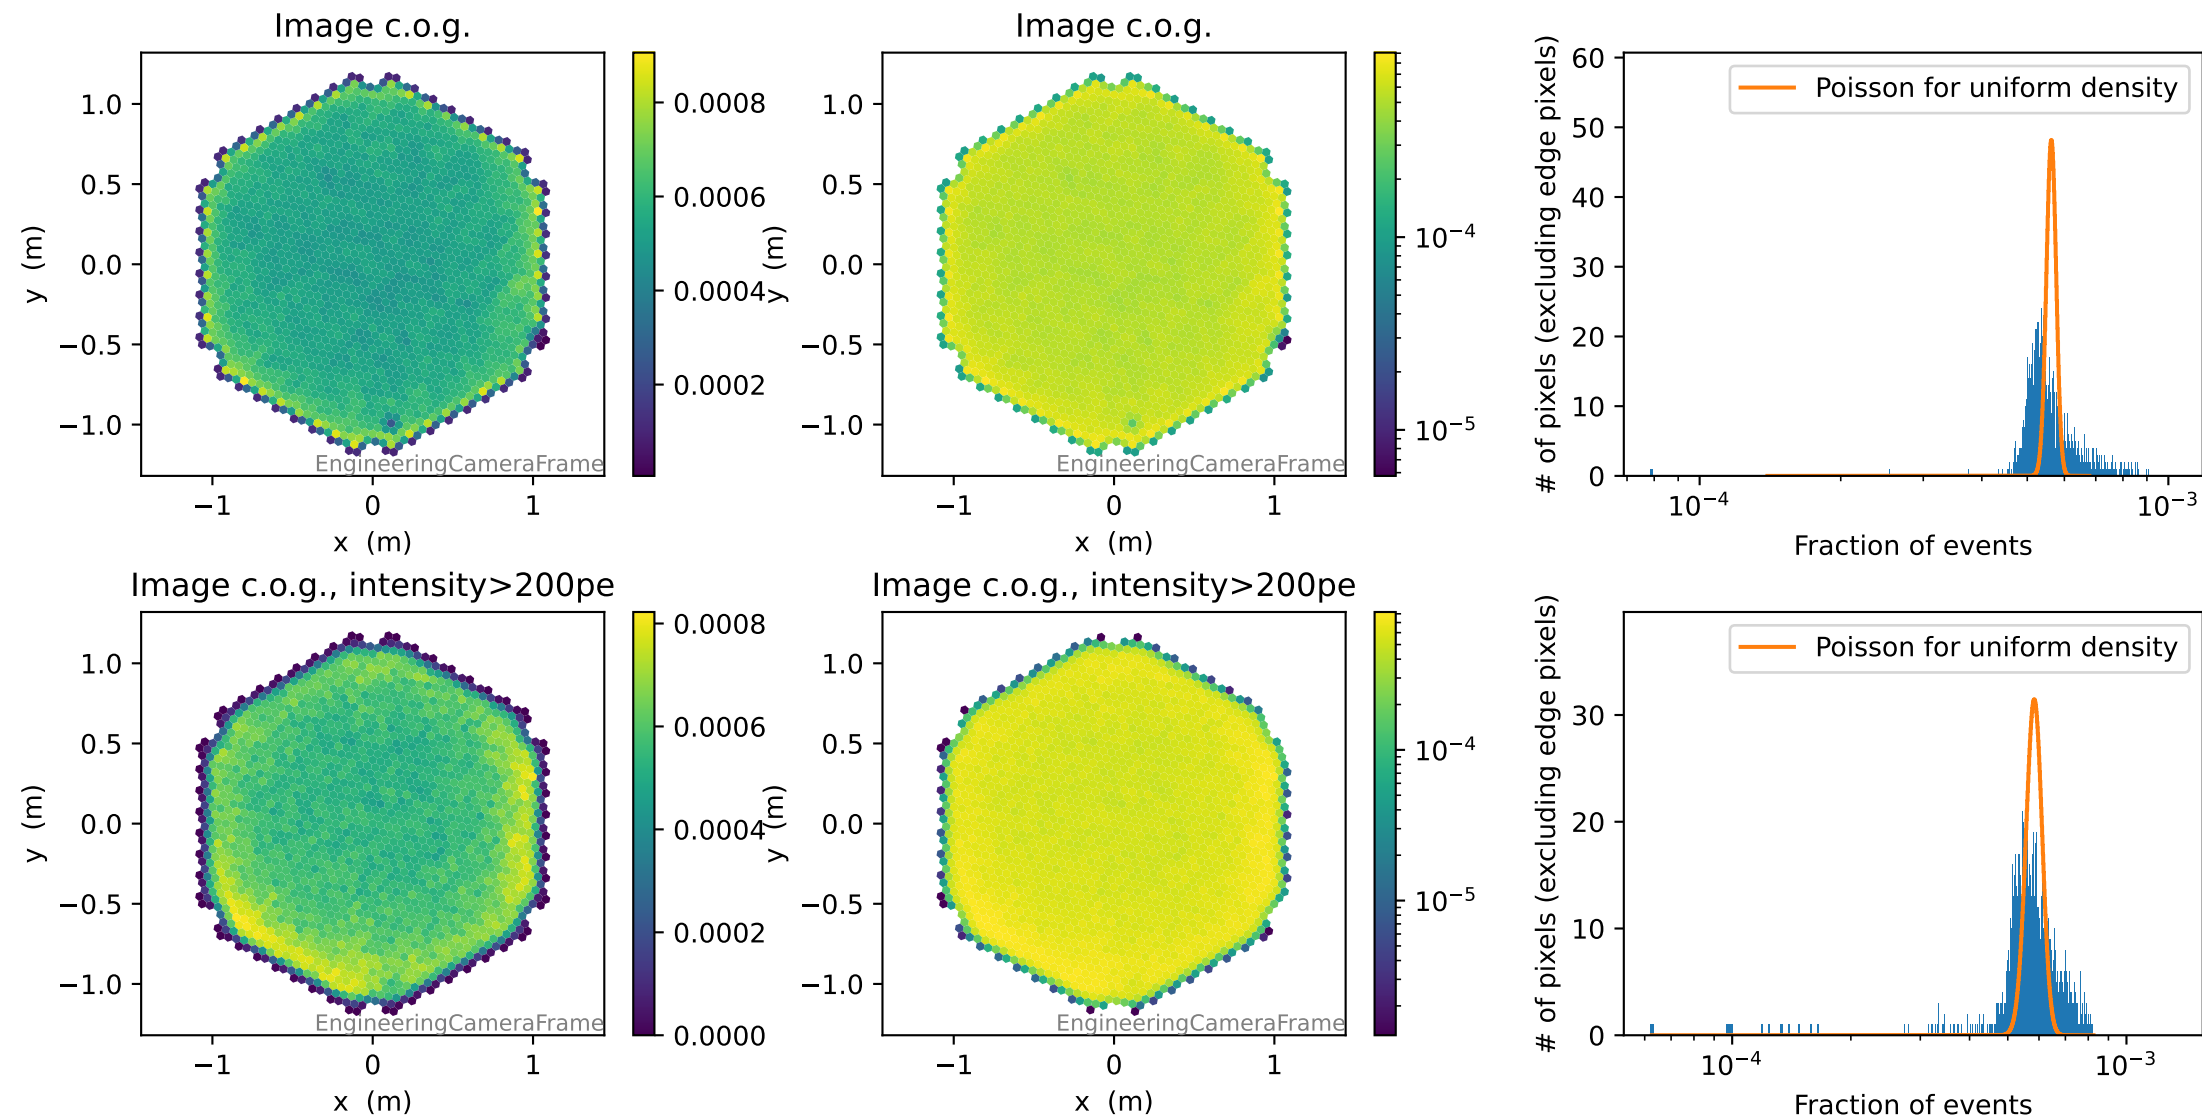 Image c.o.g.
Image c.o.g.
1.0
0.5
0.0
−0.5
−1.0
y (m)
−1
0
1
x (m)
EngineeringCameraFrame
0.0008
0.0006
0.0004
0.0002
1.0
0.5
0.0
−0.5
−1.0
y (m)
−1
0
1
x (m)
EngineeringCameraFrame
10⁻⁴
10⁻⁵
# of pixels (excluding edge pixels)
60
50
40
30
20
10
0
Poisson for uniform density
10⁻⁴
10⁻³
Fraction of events
Image c.o.g., intensity>200pe
Image c.o.g., intensity>200pe
1.0
0.5
0.0
−0.5
−1.0
y (m)
−1
0
1
x (m)
EngineeringCameraFrame
0.0008
0.0006
0.0004
0.0002
0.0000
1.0
0.5
0.0
−0.5
−1.0
y (m)
−1
0
1
x (m)
EngineeringCameraFrame
10⁻⁴
10⁻⁵
# of pixels (excluding edge pixels)
30
20
10
0
Poisson for uniform density
10⁻⁴
10⁻³
Fraction of events